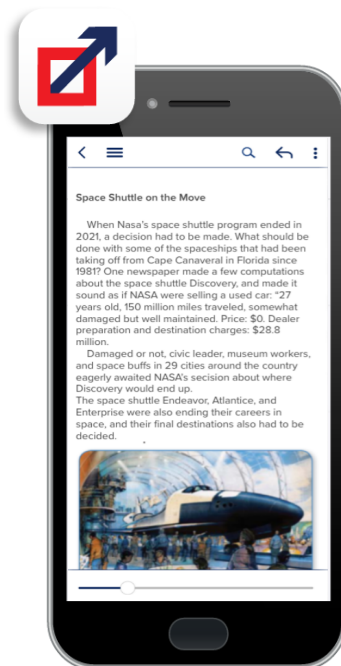 Space Shuttle on the Move
When Nasa's space shuttle program ended in
2021, a decision had to be made. What should be
done with some of the spaceships that had been
taking off from Cape Canaveral in Florida since
1981? One newspaper made a few computations
about the space shuttle Discovery, and made it
sound as if NASA were selling a used car: "27
years old, 150 million miles traveled, somewhat
damaged but well maintained. Price: $0. Dealer
preparation and destination charges: $28.8
million.
Damaged or not, civic leader, museum workers,
and space buffs in 29 cities around the country
eagerly awaited NASA's secision about where
Discovery would end up.
The space shuttle Endeavor, Atlantice, and
Enterprise were also ending their careers in
space, and their final destinations also had to be
decided.